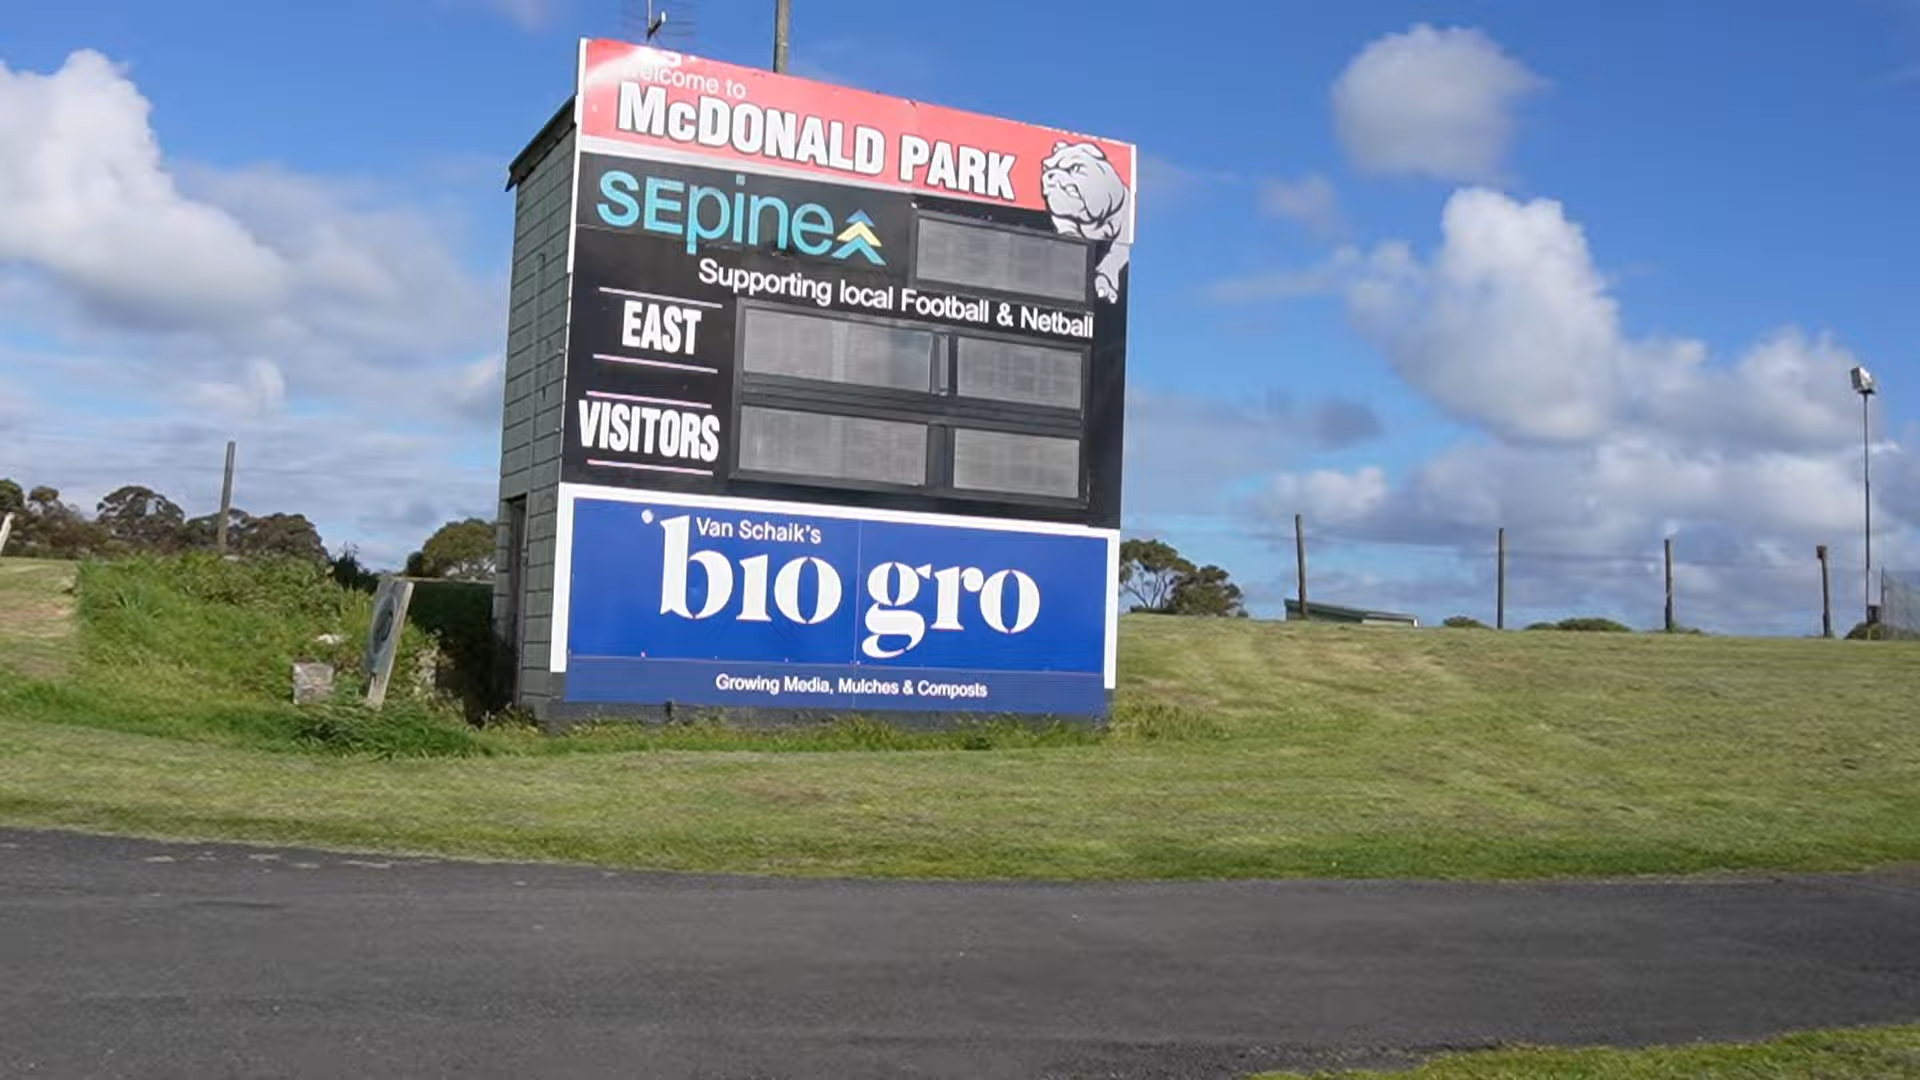 Welcome to
McDONALD PARK
SEpine
Supporting local Football & Netball
EAST
VISITORS
Van Schaik's
bio gro
Growing Media, Mulches & Composts